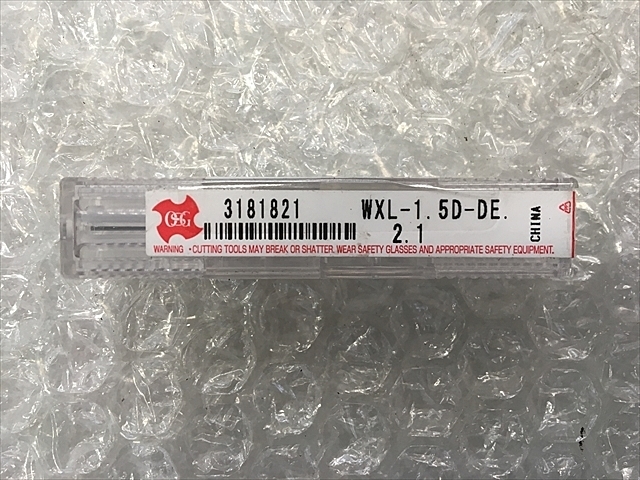 OSG
3181821 WXL-1.5D-DE.
2.1
CHINA
WARNING •CUTTING TOOLS MAY BREAK OR SHATTER. WEAR SAFETY GLASSES AND APPROPRIATE SAFETY EQUIPMENT.